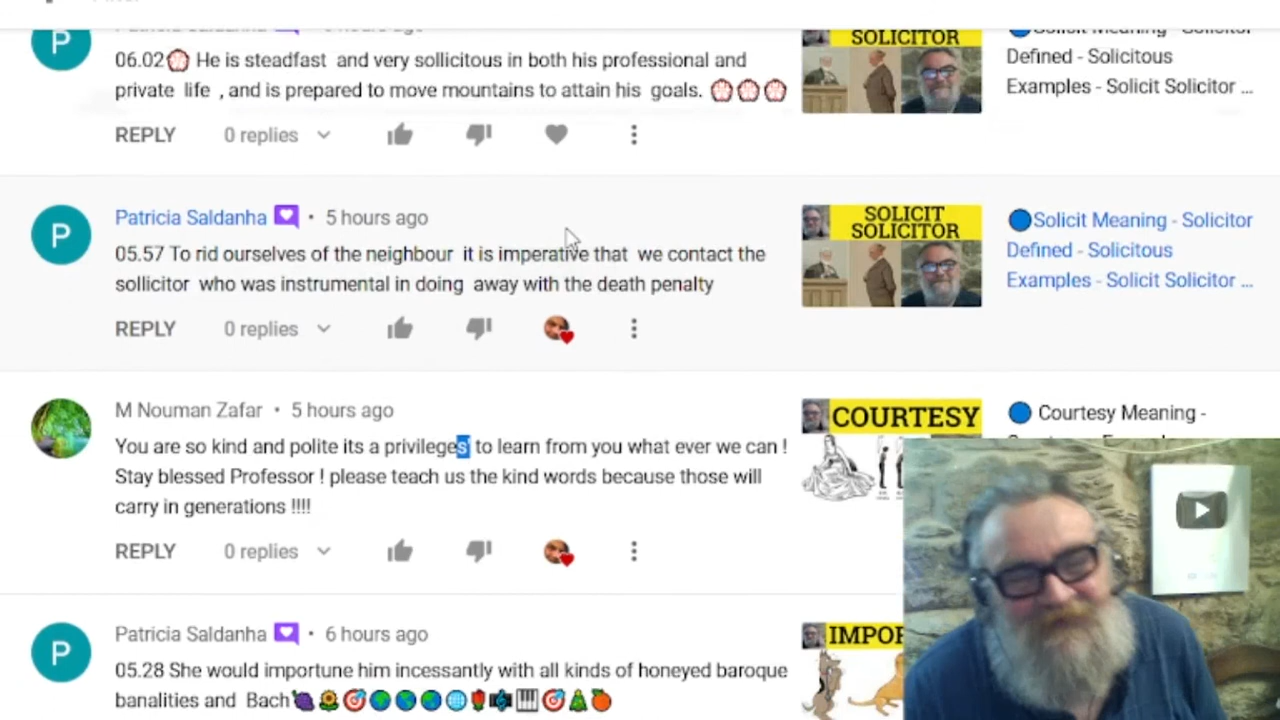 06.02 He is steadfast and very sollicitous in both his professional and
private life , and is prepared to move mountains to attain his goals.
REPLY 0 replies
SOLICITOR
Defined - Solicitous
Examples - Solicit Solicitor ...
P
P
Patricia Saldanha • 5 hours ago
05.57 To rid ourselves of the neighbour it is imperative that we contact the
sollicitor who was instrumental in doing away with the death penalty
REPLY 0 replies
SOLICIT
SOLICITOR
Solicit Meaning - Solicitor
Defined - Solicitous
Examples - Solicit Solicitor ...
M Nouman Zafar • 5 hours ago
You are so kind and polite its a privileges to learn from you what ever we can !
Stay blessed Professor ! please teach us the kind words because those will
carry in generations !!!!
REPLY 0 replies
COURTESY
Courtesy Meaning -
P
Patricia Saldanha • 6 hours ago
05.28 She would importune him incessantly with all kinds of honeyed baroque
banalities and Bach
IMPOR